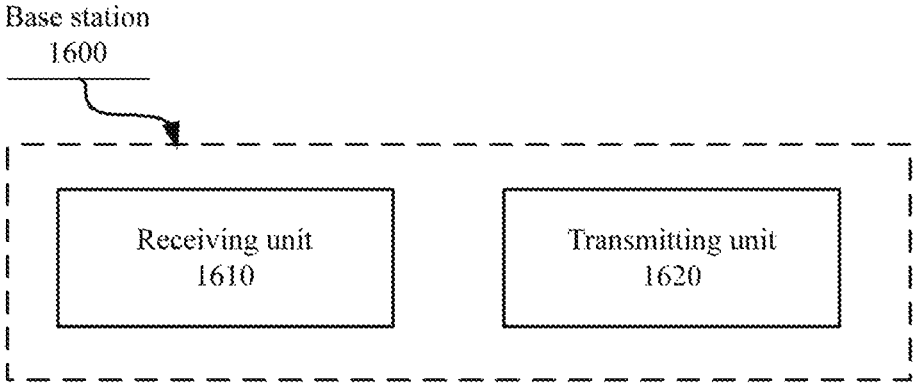 Base station
1600
Receiving unit
1610
Transmitting unit
1620